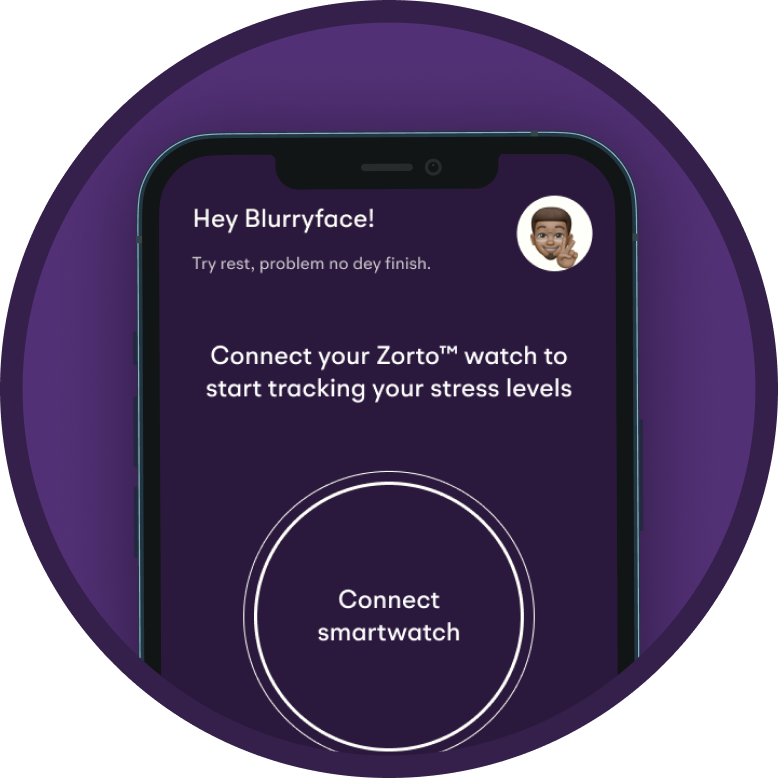 Hey Blurryface!
Try rest, problem no dey finish.
Connect your Zorto™ watch to
start tracking your stress levels
Connect
smartwatch